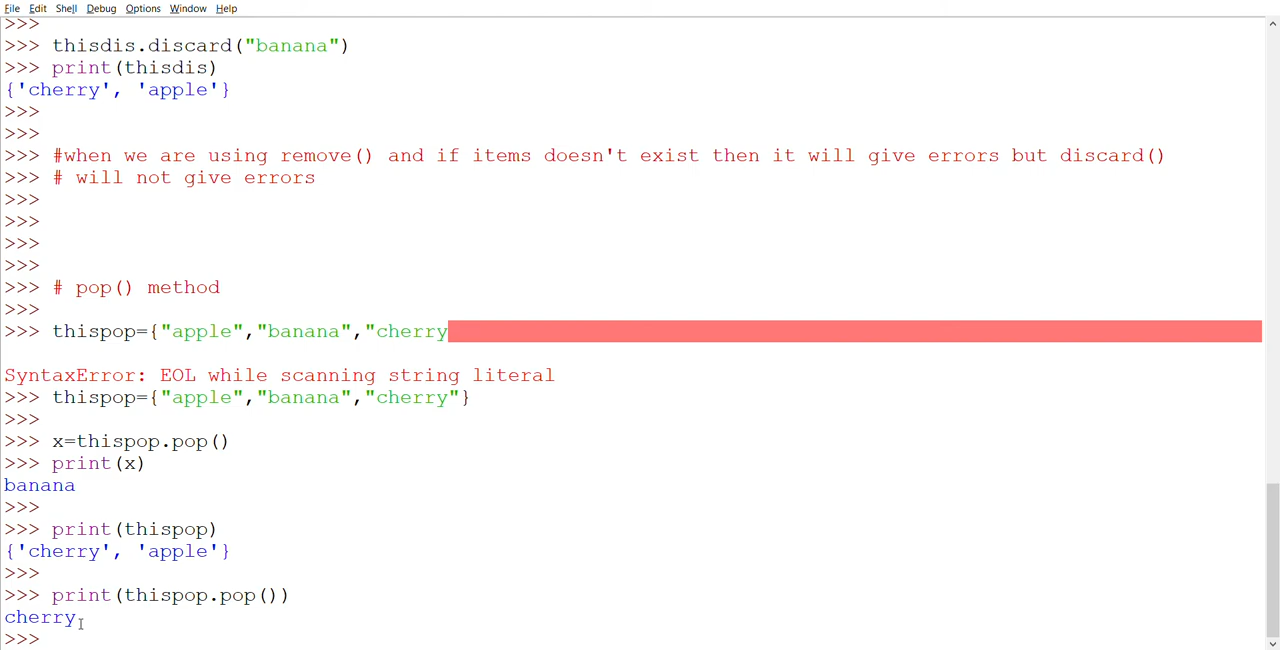 File Edit Shell Debug Options Window Help
>>>
>>> thisdis.discard("banana")
>>> print(thisdis)
{'cherry', 'apple'}
>>>
>>>
>>> #when we are using remove() and if items doesn't exist then it will give errors but discard()
>>> # will not give errors
>>>
>>>
>>>
>>>
>>> # pop() method
>>>
>>> thispop={"apple","banana","cherry
SyntaxError: EOL while scanning string literal
>>> thispop={"apple","banana","cherry"}
>>>
>>> x=thispop.pop()
>>> print(x)
banana
>>>
>>> print(thispop)
{'cherry', 'apple'}
>>>
>>> print(thispop.pop())
cherry
>>>